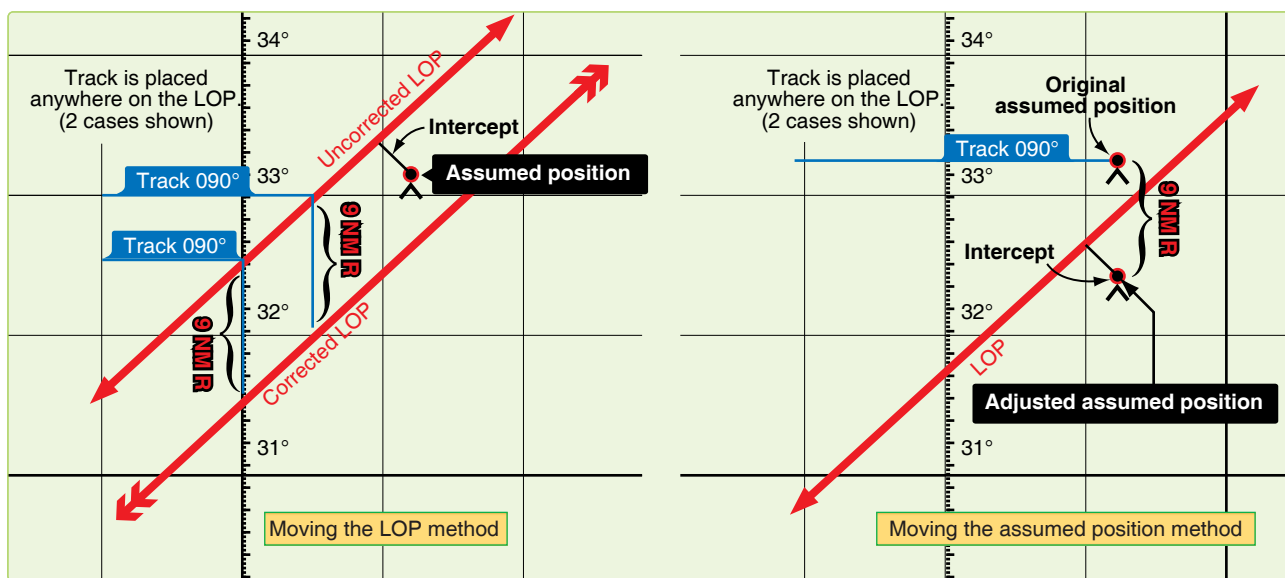 34°
Track is placed
anywhere on the LOP.
(2 cases shown)
Uncorrected LOP
Intercept
Assumed position
33°
Track 090°
9 NM R
Track 090°
32°
9 NM R
Corrected LOP
31°
Moving the LOP method
34°
Track is placed
anywhere on the LOP.
(2 cases shown)
Original
assumed position
Track 090°
33°
9 NM R
Intercept
32°
LOP
Adjusted assumed position
31°
Moving the assumed position method